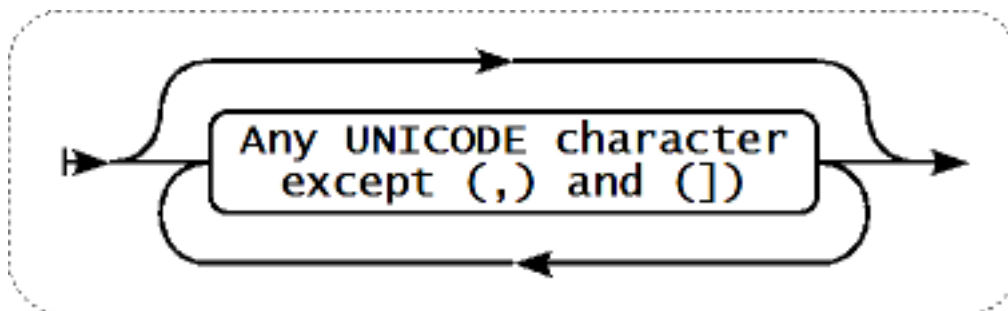 Any UNICODE character
except (,) and (])